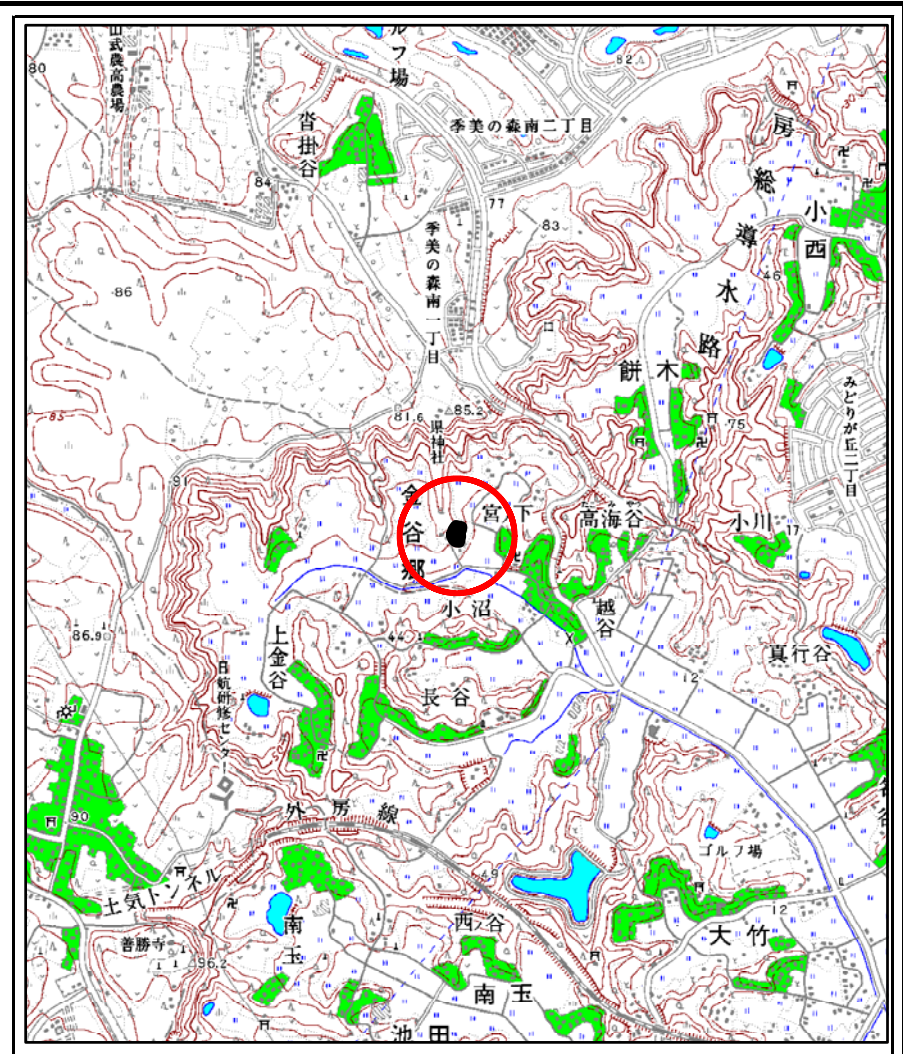 山武農高農場
ルフ場
80
82
季美の森南二丁目
沓掛谷
房総導水路
84
77
小西
83
季美の森南一丁目
46
86
餅木
みどりが丘二丁目
85
81.6
85.2
県神社
75
91
金谷郷
宮下
高海谷
小川
17
小沼
越谷
86.9
上金谷
44
真行谷
日航研修センター
長谷
12
外房線
90
ゴルフ場
49
土気トンネル
12
南玉
西ノ谷
大竹
善勝寺
96.2
南玉
池田